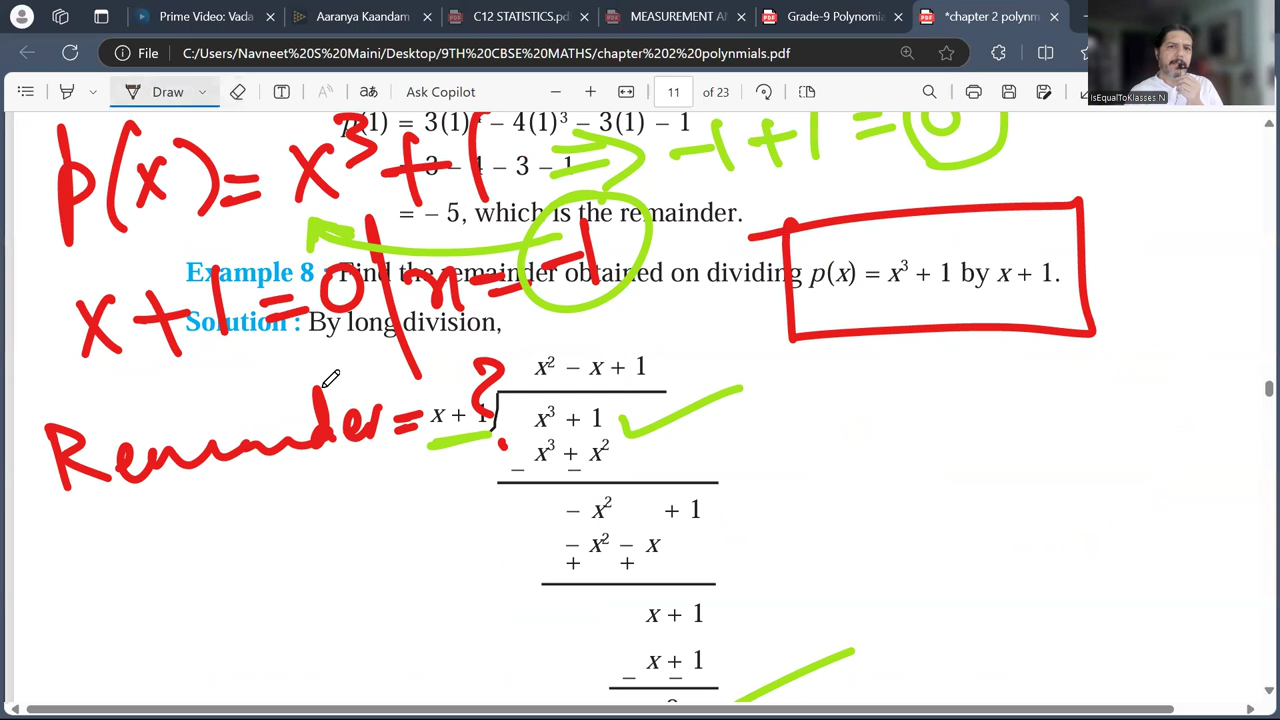 Prime Video: Vada
Aaranya Kaandam
C12 STATISTICS.pd
MEASUREMENT A
Grade-9 Polynomia
*chapter 2 polynm
File
C:/Users/Navneet%20S%20Maini/Desktop/9TH%20CBSE%20MATHS/chapter%202%20polynmials.pdf
IsEqualToKlasses N
Draw
Ask Copilot
11 of 23
p(1) = 3(1)⁴ – 4(1)³ – 3(1) – 1
= 3 – 4 – 3 – 1
= – 5, which is the remainder.
p(x) = x³ + 1
⇒ -1 + 1 = 0
Example 8 : Find the remainder obtained on dividing p(x) = x³ + 1 by x + 1.
x + 1 = 0 | x = -1
Solution : By long division,
x² – x + 1
Remainder = ?
x + 1
x³ + 1
x³ + x²
– –
– x² + 1
– x² – x
+ +
x + 1
x + 1
– –